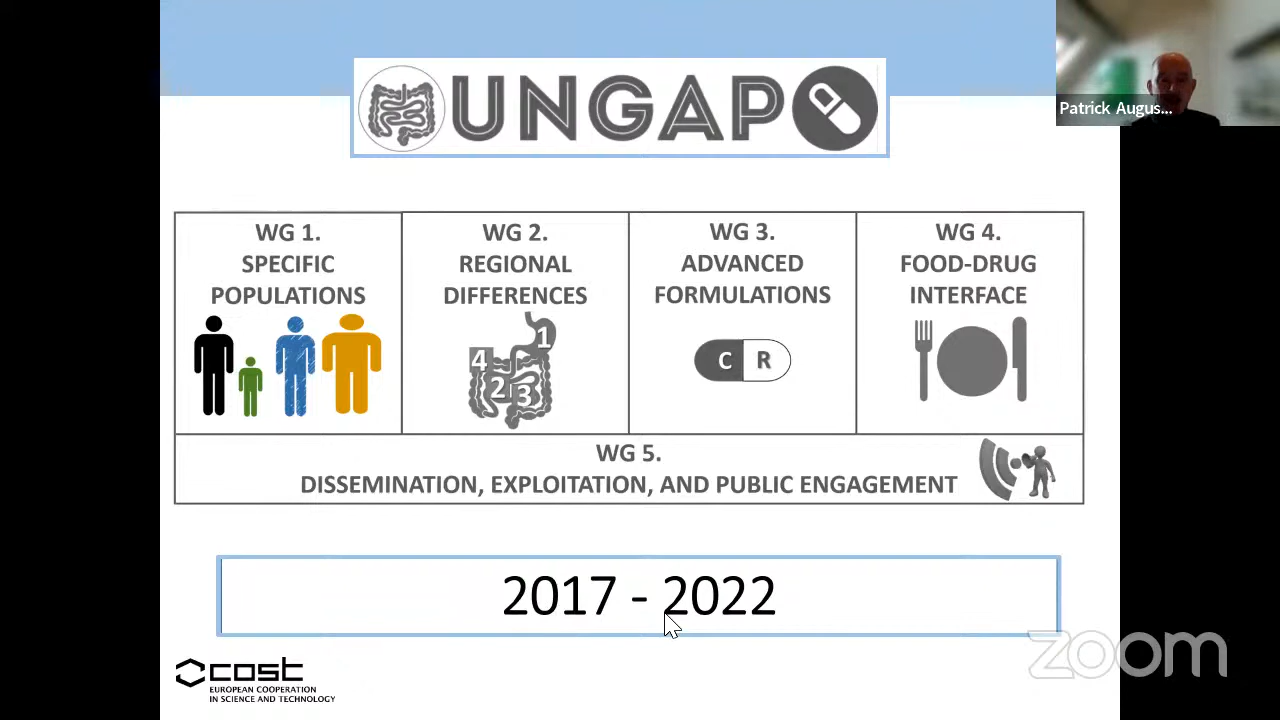 UNGAP
Patrick Augus...
WG 1.
SPECIFIC
POPULATIONS
WG 2.
REGIONAL
DIFFERENCES
1
4
2
3
WG 3.
ADVANCED
FORMULATIONS
C R
WG 4.
FOOD-DRUG
INTERFACE
WG 5.
DISSEMINATION, EXPLOITATION, AND PUBLIC ENGAGEMENT
2017 - 2022
cost
EUROPEAN COOPERATION
IN SCIENCE AND TECHNOLOGY
zoom